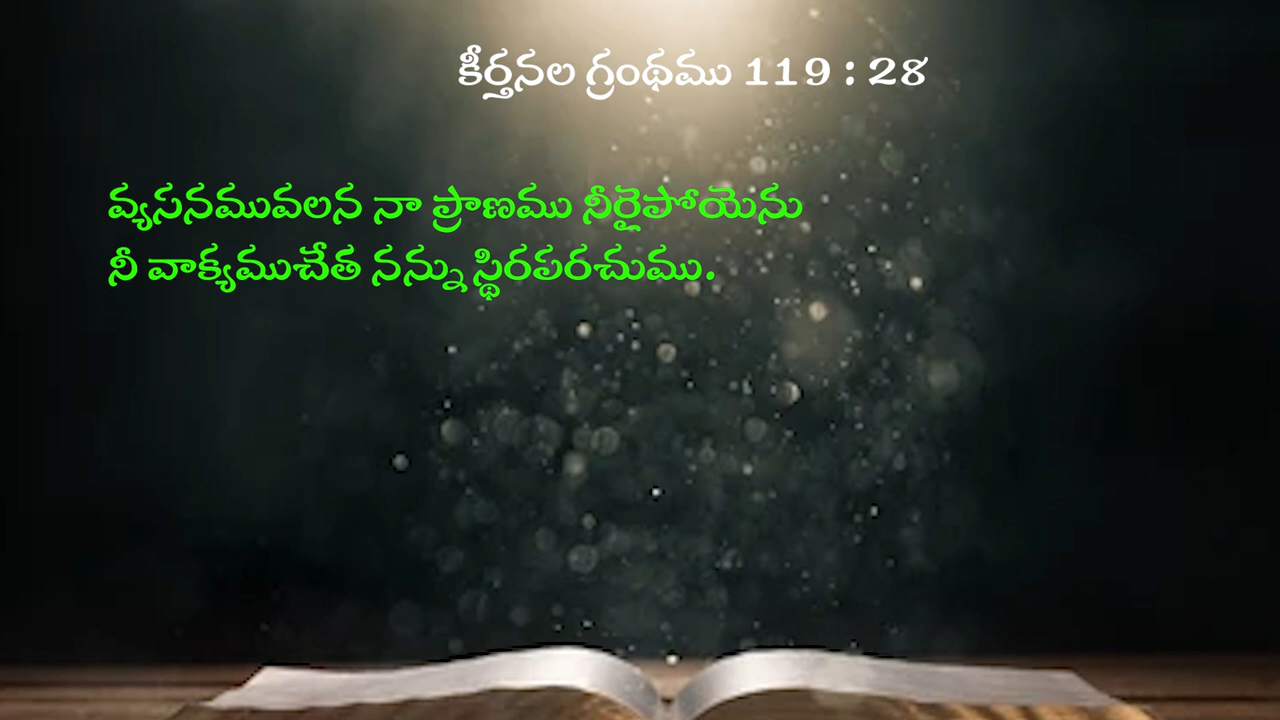 కీర్తనల గ్రంథము 119 : 28
వ్యసనమువలన నా ప్రాణము నీరైపోయెను
నీ వాక్యముచేత నన్ను స్థిరపరచుము.